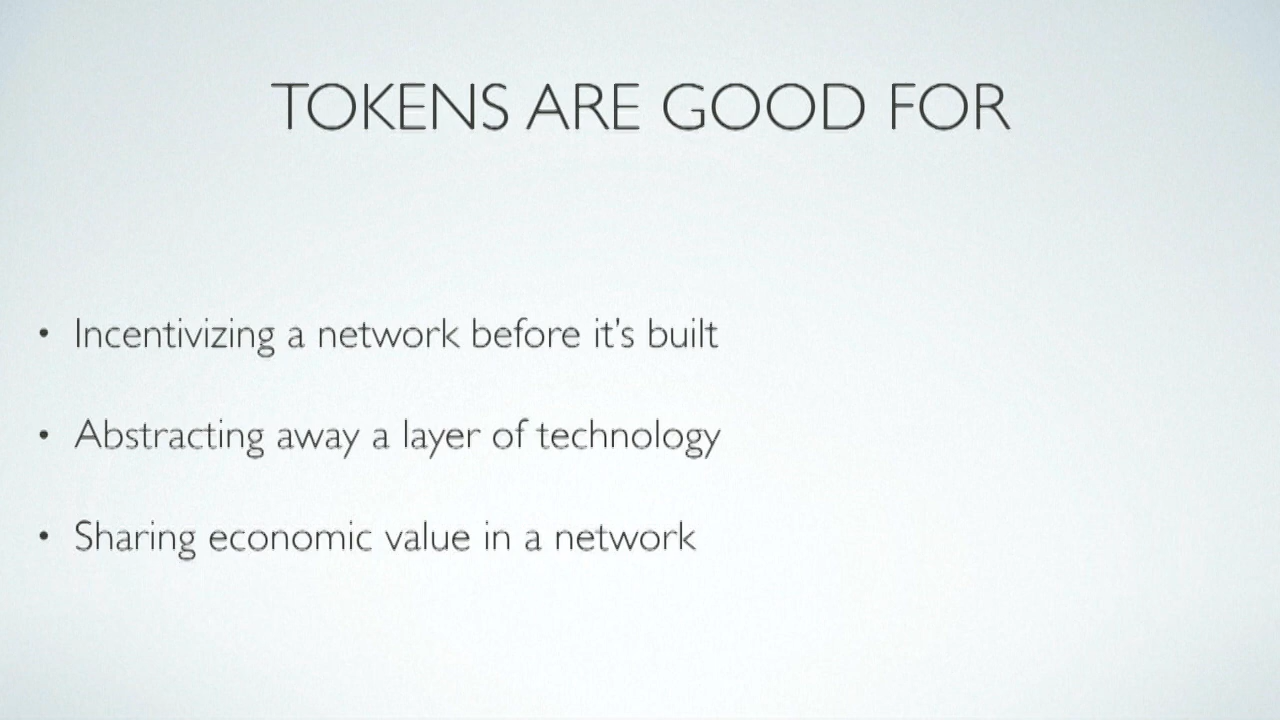 TOKENS ARE GOOD FOR
• Incentivizing a network before it's built
• Abstracting away a layer of technology
• Sharing economic value in a network